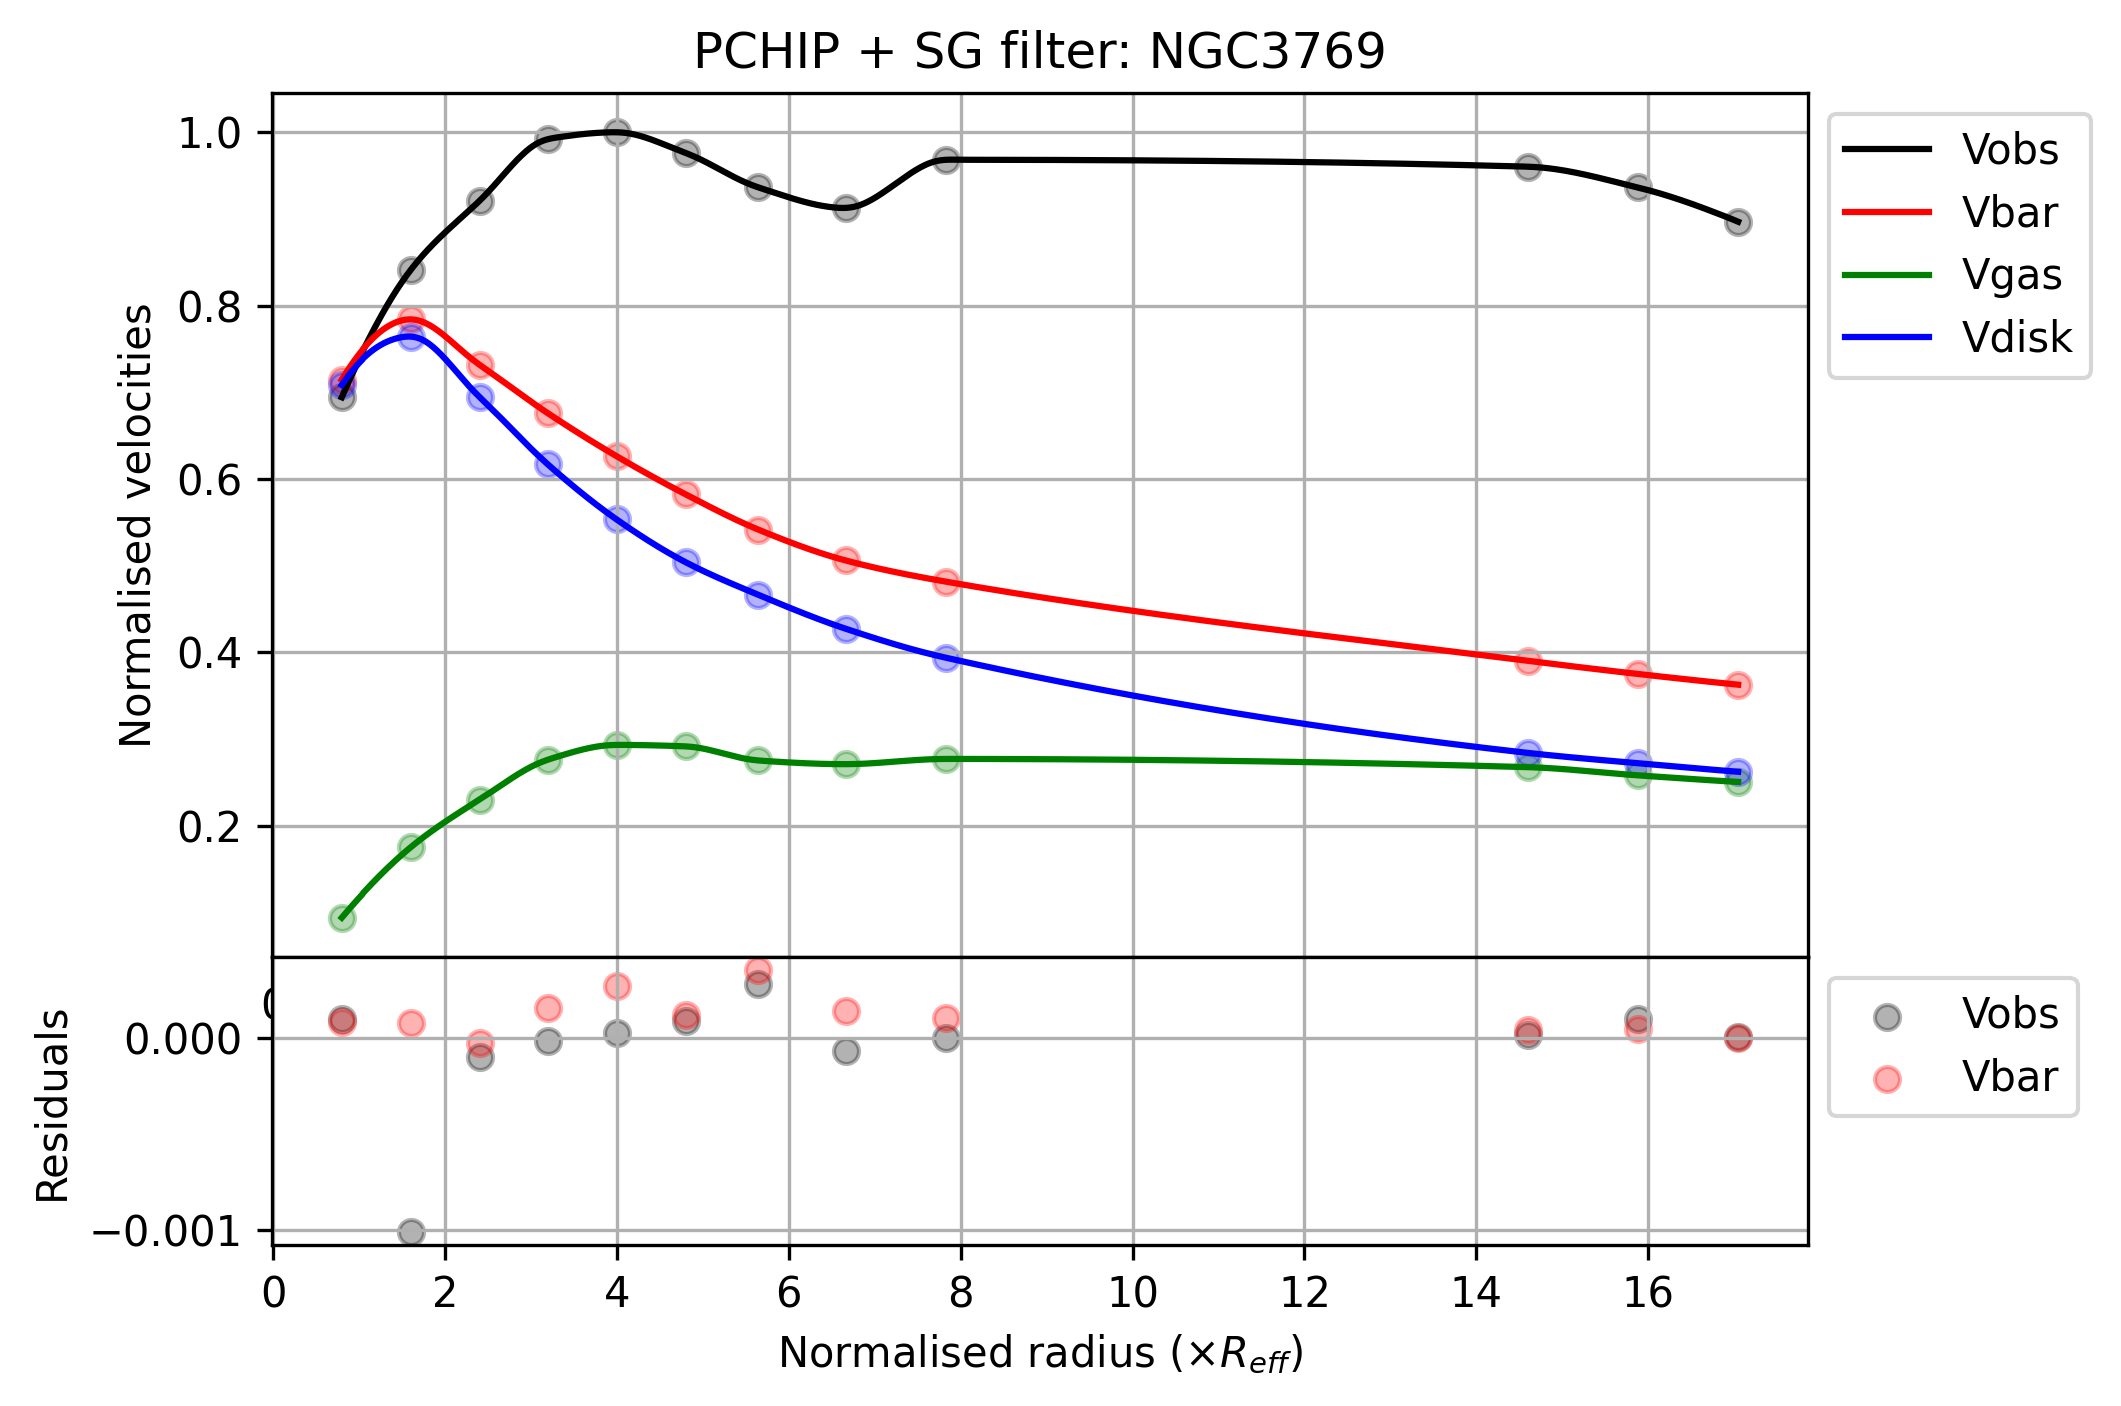 PCHIP + SG filter: NGC3769
Normalised velocities
1.0
0.8
0.6
0.4
0.2
Vobs
Vbar
Vgas
Vdisk
Residuals
0.000
−0.001
Vobs
Vbar
0 2 4 6 8 10 12 14 16
Normalised radius (×R_eff)